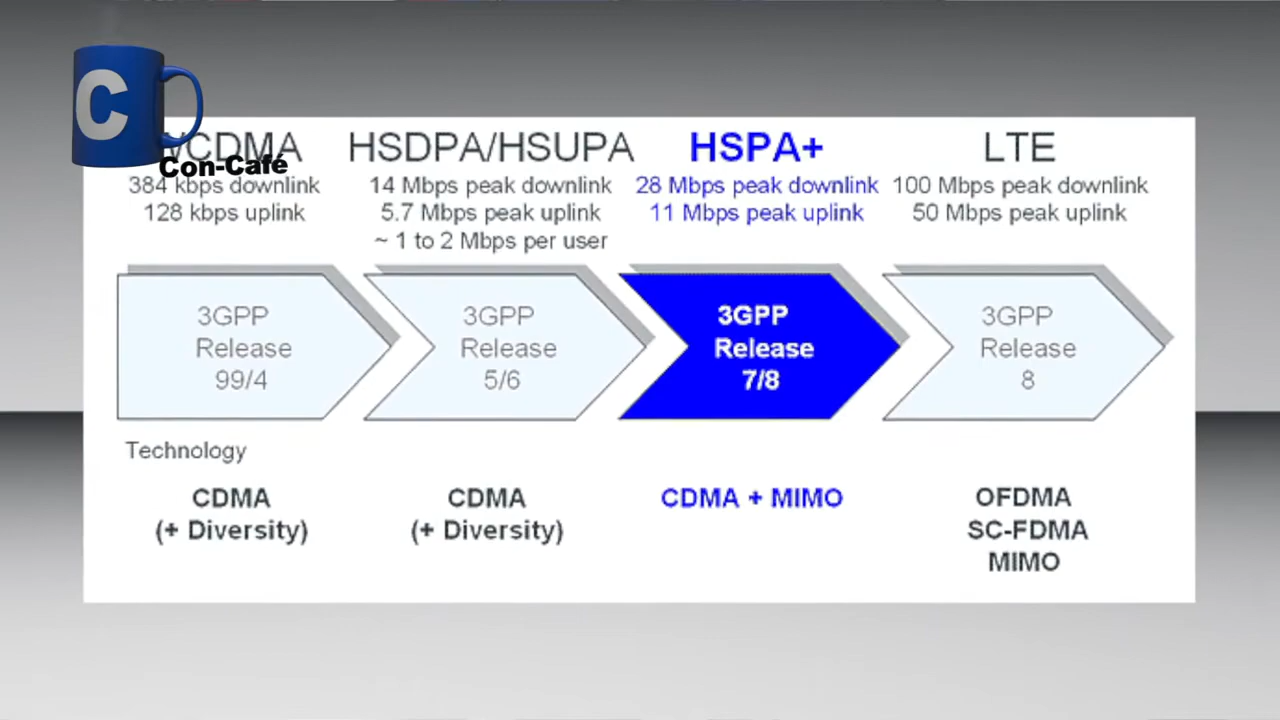 C
Con-Café
WCDMA
384 kbps downlink
128 kbps uplink
HSDPA/HSUPA
14 Mbps peak downlink
5.7 Mbps peak uplink
~ 1 to 2 Mbps per user
HSPA+
28 Mbps peak downlink
11 Mbps peak uplink
LTE
100 Mbps peak downlink
50 Mbps peak uplink
3GPP
Release
99/4
3GPP
Release
5/6
3GPP
Release
7/8
3GPP
Release
8
Technology
CDMA
(+ Diversity)
CDMA
(+ Diversity)
CDMA + MIMO
OFDMA
SC-FDMA
MIMO